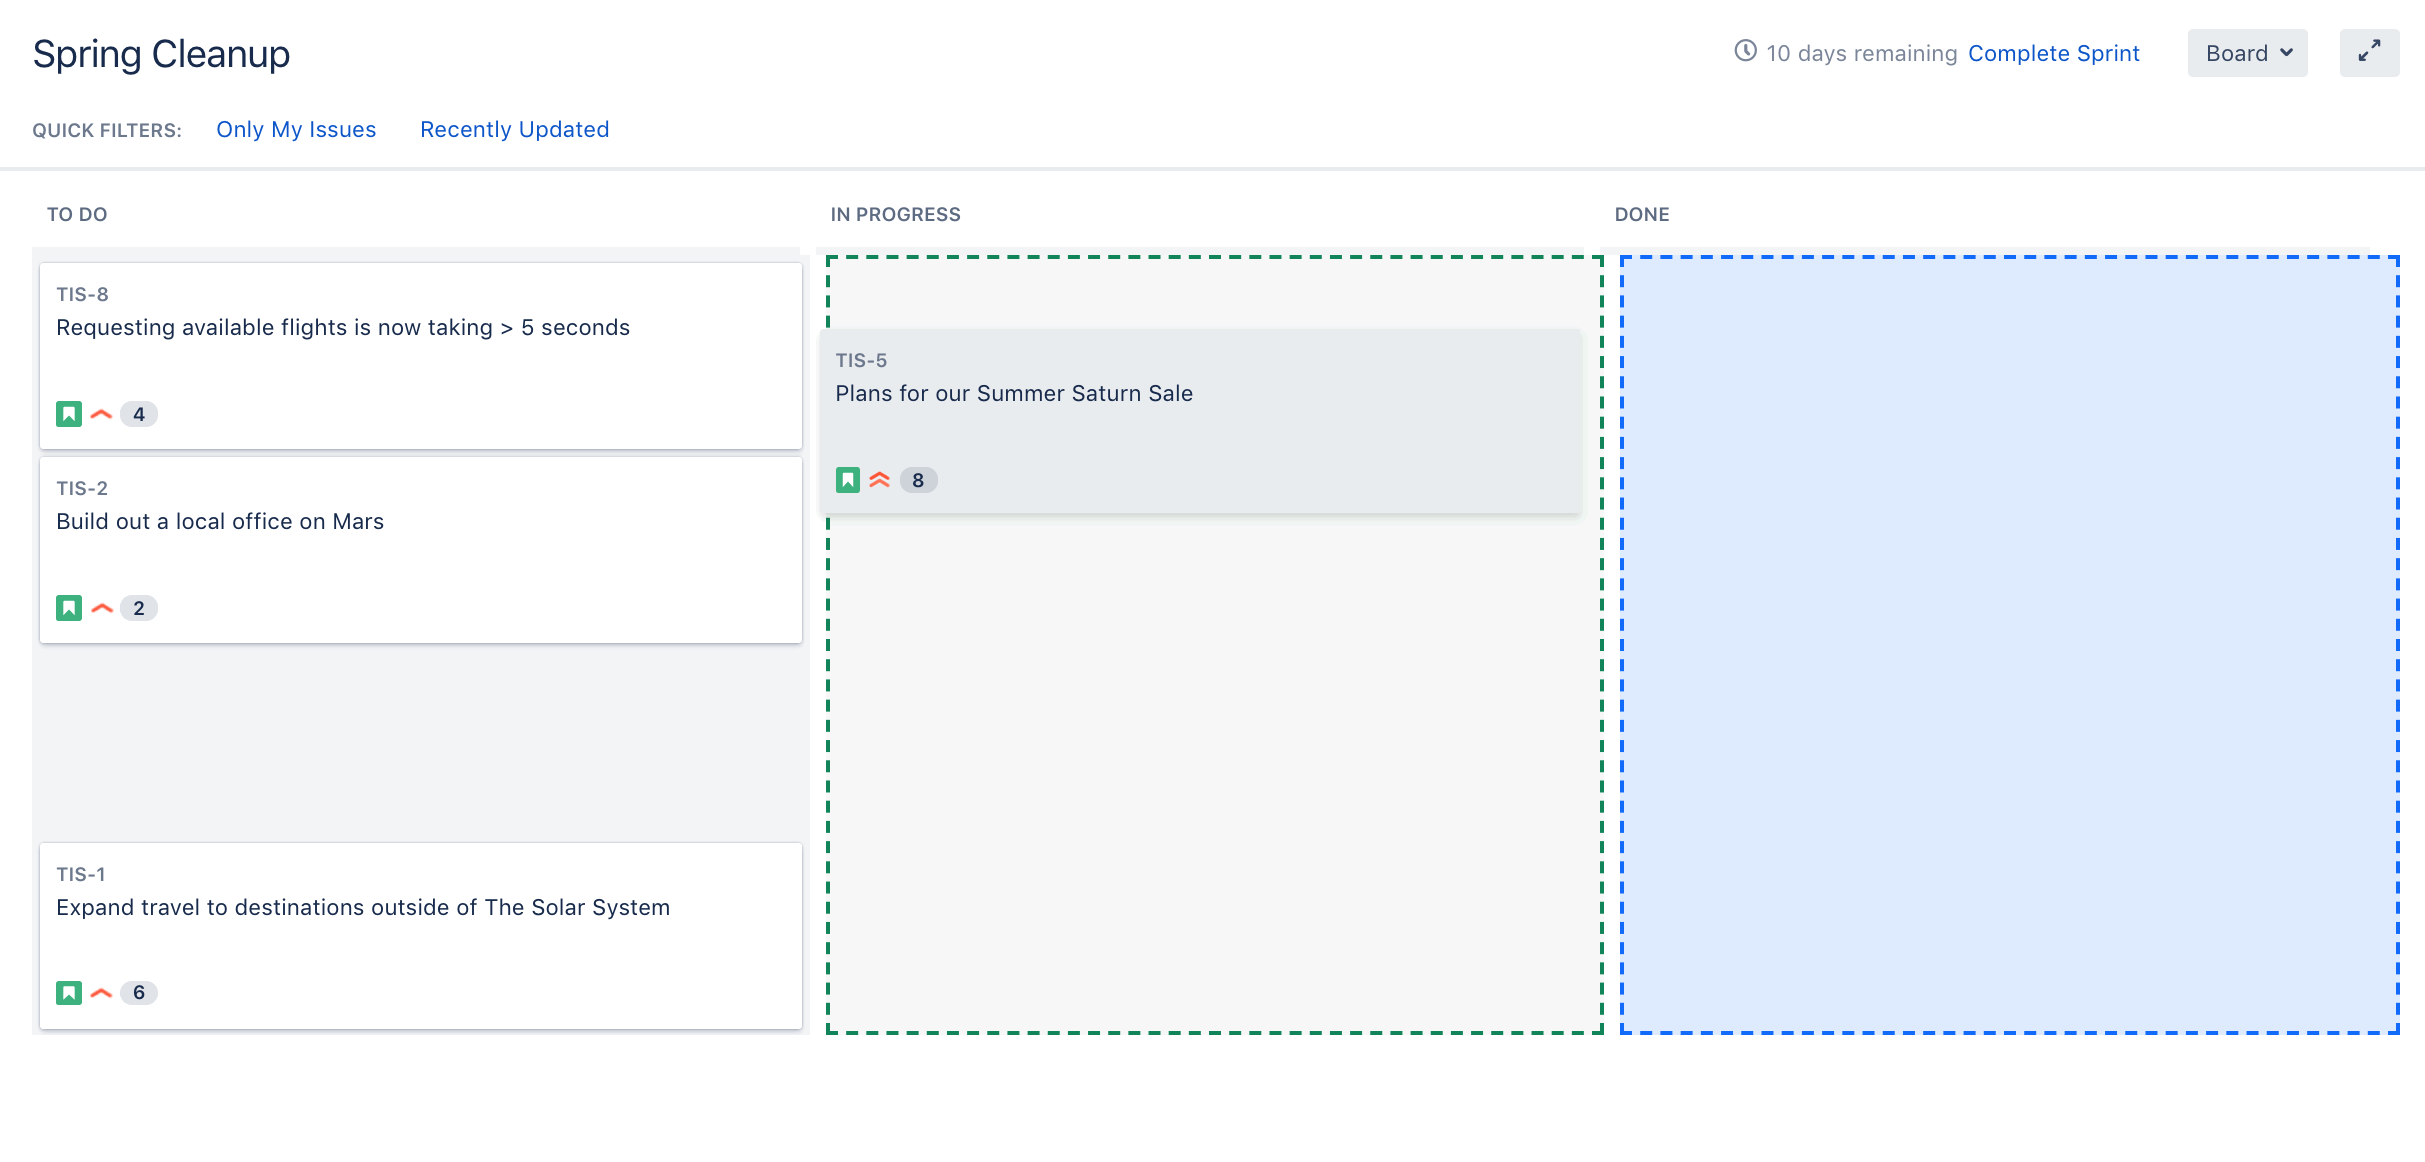 Spring Cleanup
10 days remaining Complete Sprint
Board
QUICK FILTERS: Only My Issues Recently Updated
TO DO
IN PROGRESS
DONE
TIS-8
Requesting available flights is now taking > 5 seconds
4
TIS-2
Build out a local office on Mars
2
TIS-1
Expand travel to destinations outside of The Solar System
6
TIS-5
Plans for our Summer Saturn Sale
8